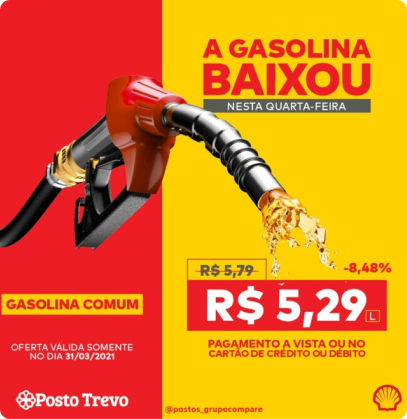 A GASOLINA
BAIXOU
NESTA QUARTA-FEIRA
R$ 5,79
-8,48%
R$ 5,29 L
GASOLINA COMUM
PAGAMENTO A VISTA OU NO
CARTÃO DE CRÉDITO OU DÉBITO
OFERTA VÁLIDA SOMENTE
NO DIA 31/03/2021
Posto Trevo
@postos_grupocompare